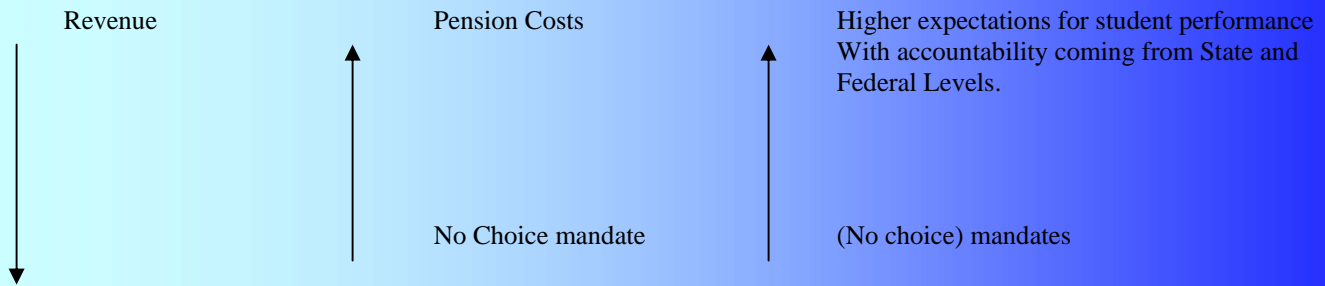 Revenue
Pension Costs
Higher expectations for student performance
With accountability coming from State and
Federal Levels.
No Choice mandate
(No choice) mandates